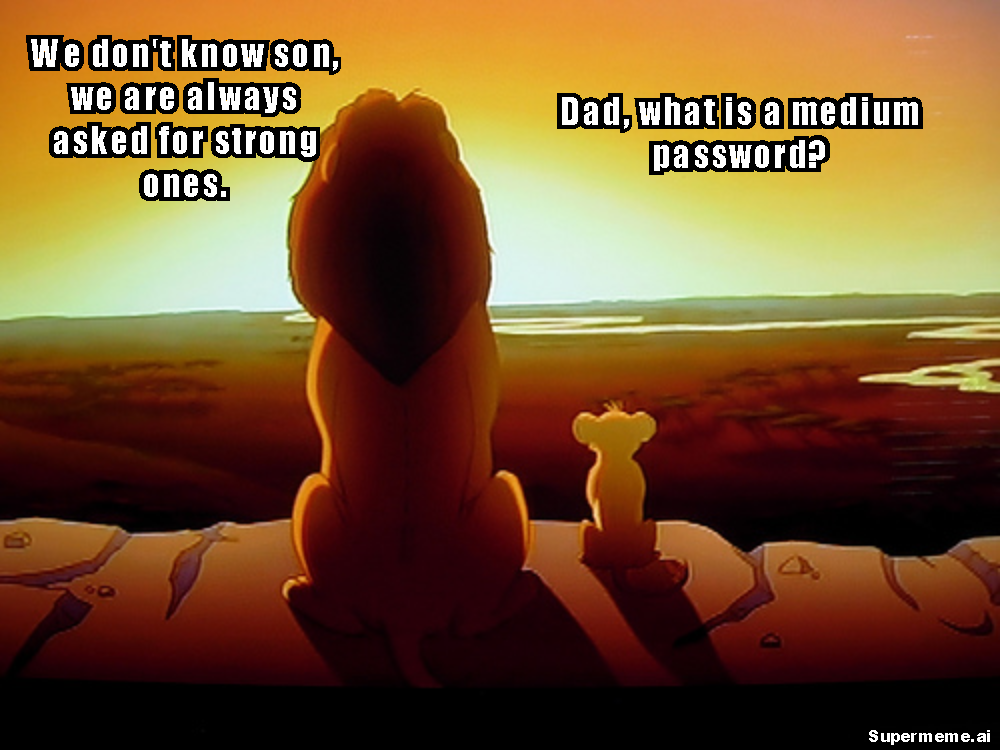 We don't know son,
we are always
asked for strong
ones.
Dad, what is a medium
password?
Supermeme.ai